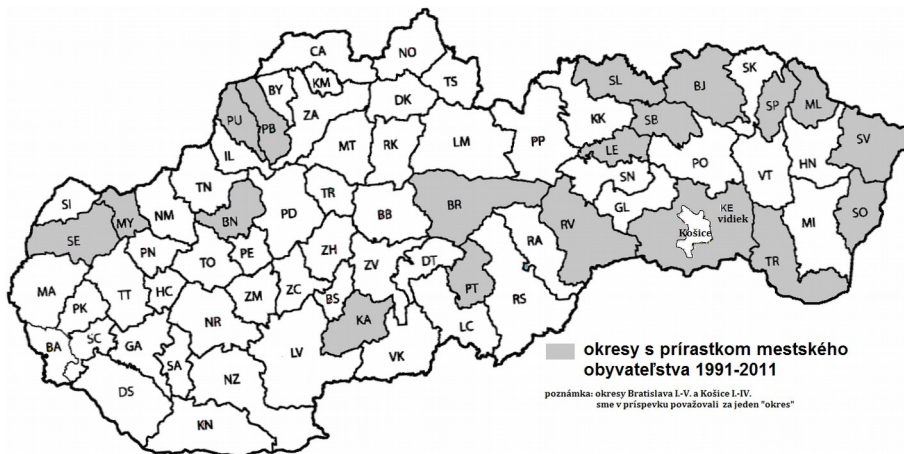 CA
NO
KM
BY
TS
ZA
DK
PU
PB
IL
MT
RK
LM
PP
SL
BJ
SK
SP
ML
KK
SB
SV
LE
PO
HN
SN
VT
TN
TR
SI
MY
NM
BN
PD
BB
BR
GL
RV
KE
vidiek
Košice
MI
SO
SE
PN
TO
PE
ZH
ZV
DT
RA
TR
MA
PK
TT
HC
ZM
ZC
BS
PT
RS
NR
KA
LC
BA
SC
GA
SA
LV
VK
DS
NZ
KN
okresy s prírastkom mestského
obyvateľstva 1991-2011
poznámka: okresy Bratislava I.-V. a Košice I.-IV.
sme v príspevku považovali za jeden "okres"